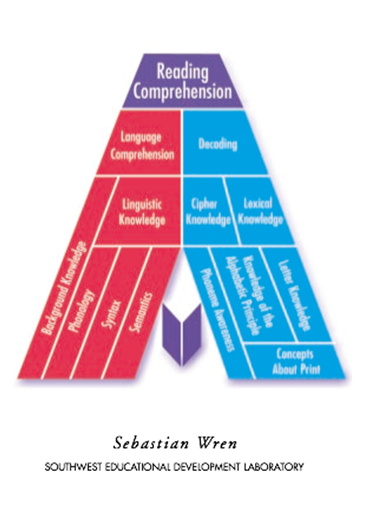 Reading
Comprehension
Language
Comprehension
Decoding
Linguistic
Knowledge
Cipher
Knowledge
Lexical
Knowledge
Background Knowledge
Phonology
Syntax
Semantics
Phoneme Awareness
Knowledge of the
Alphabetic Principle
Letter Knowledge
Concepts
About Print
Sebastian Wren
SOUTHWEST EDUCATIONAL DEVELOPMENT LABORATORY